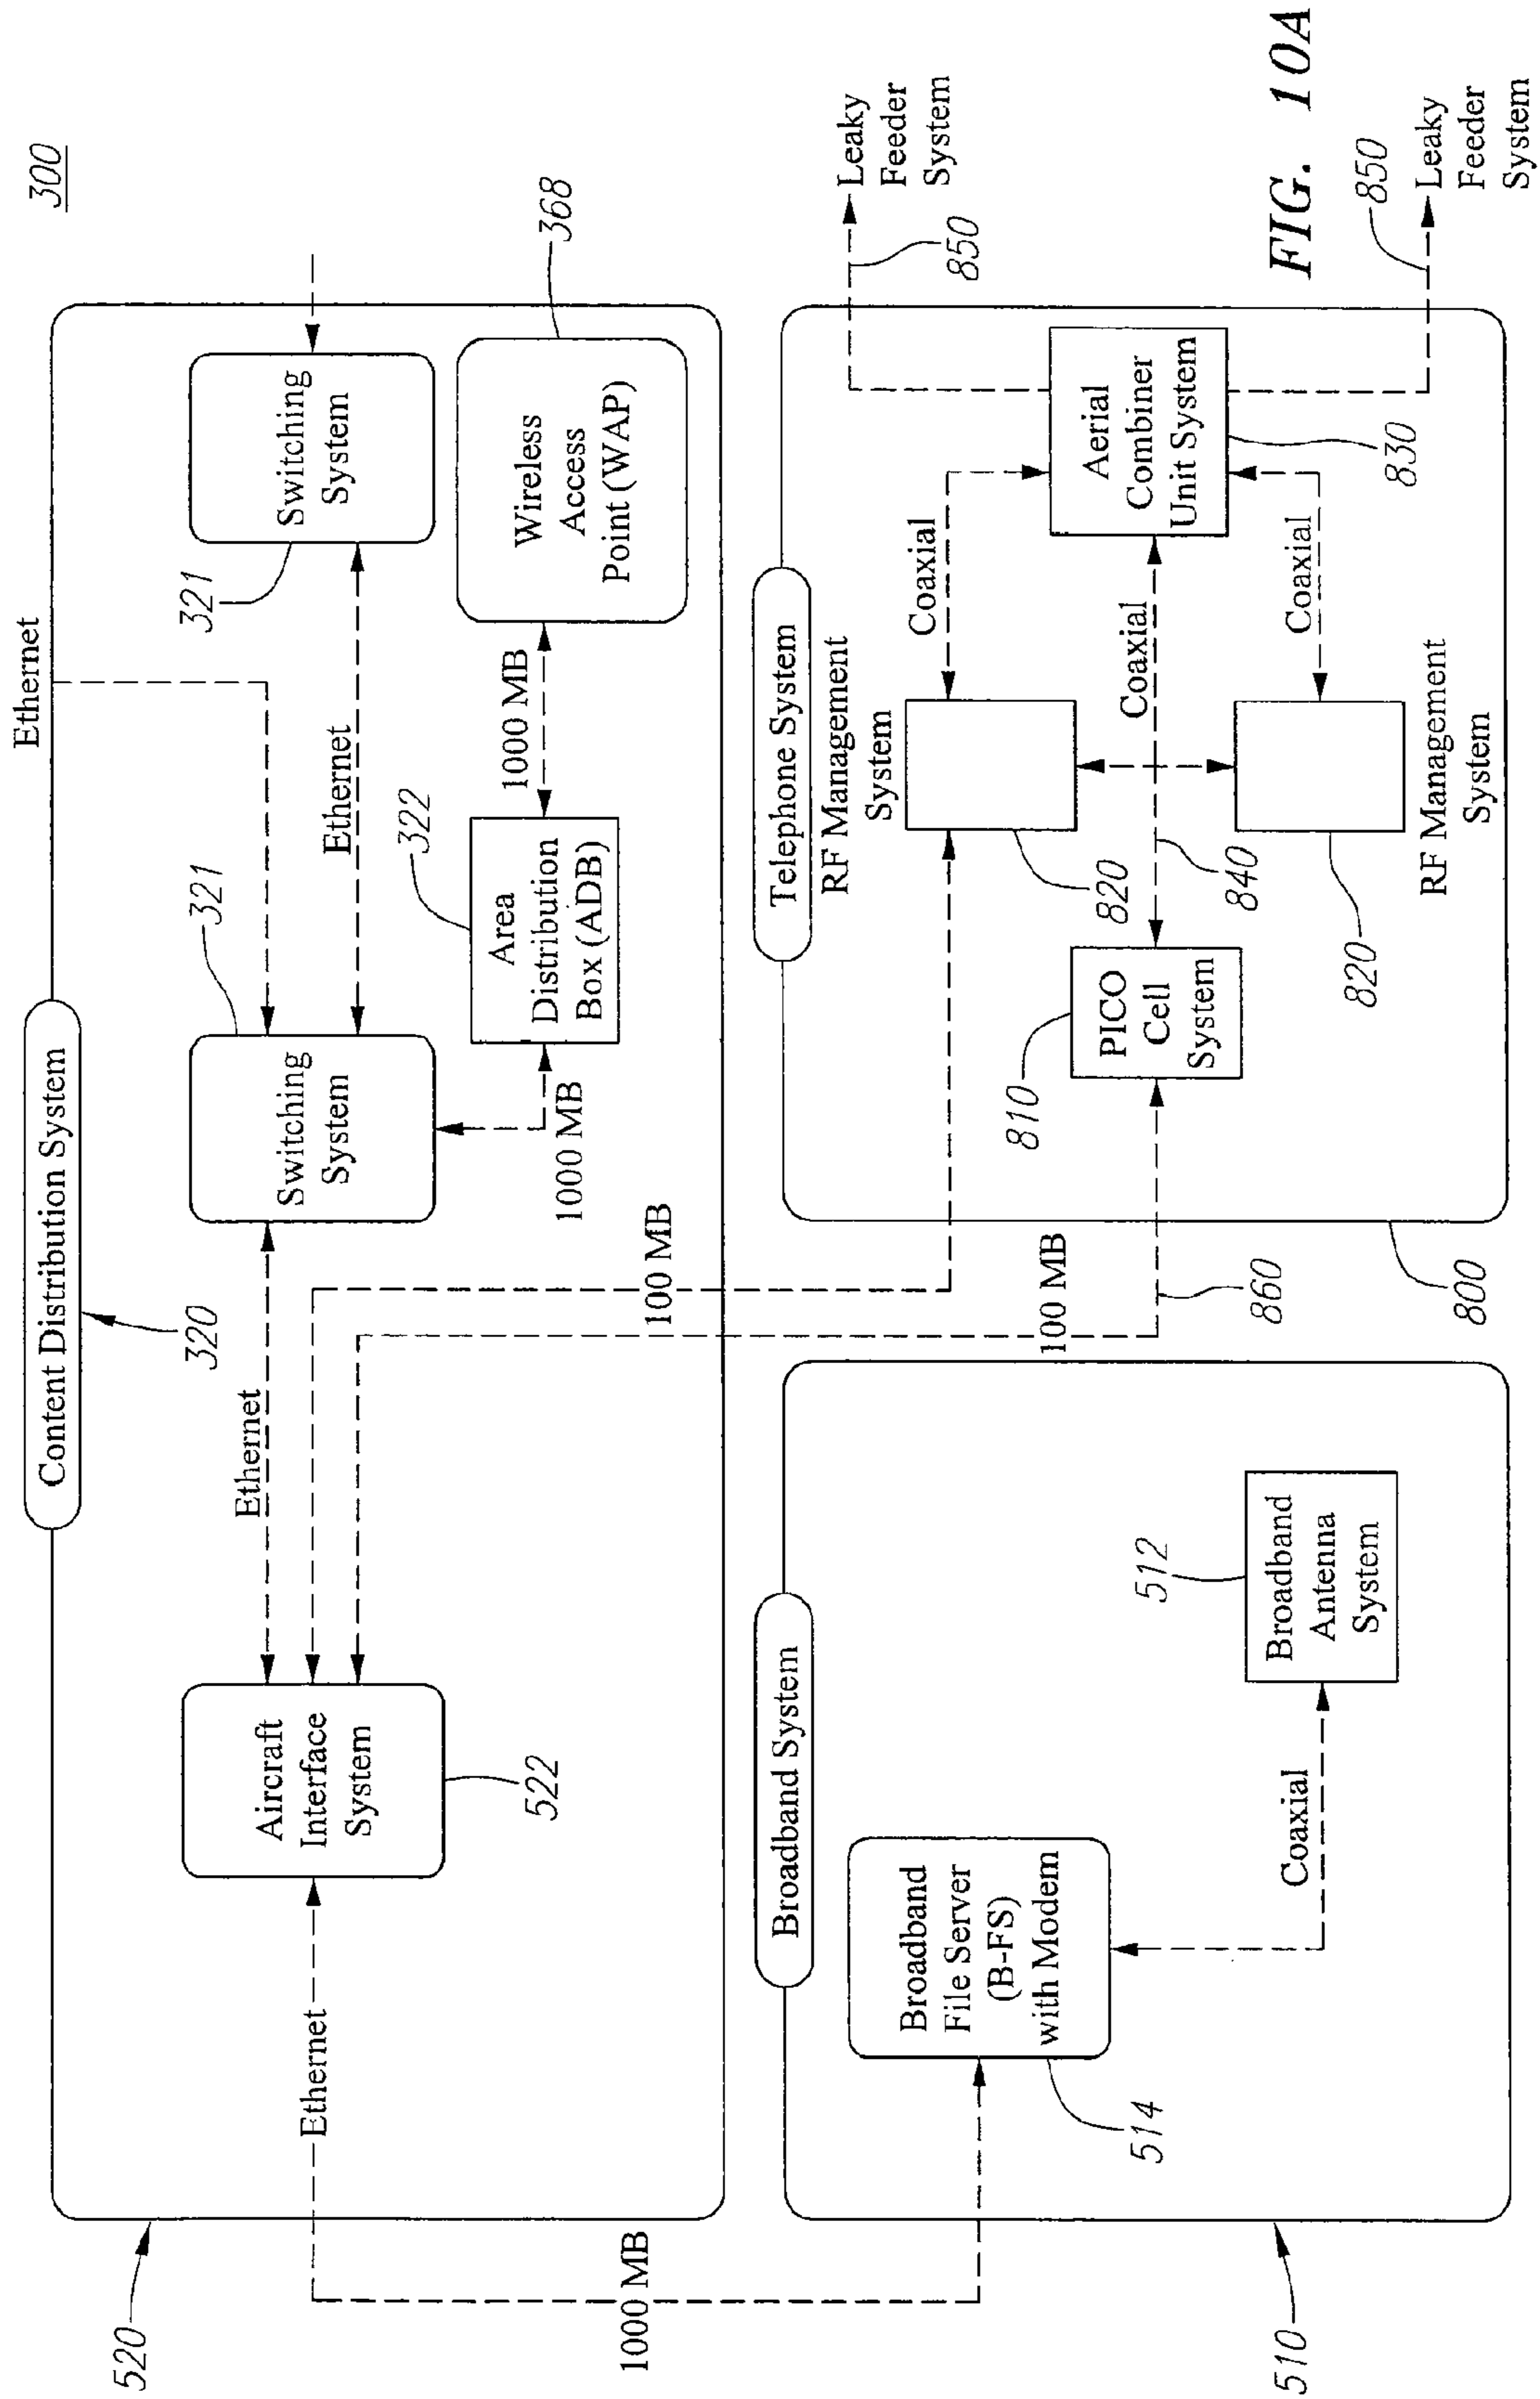 300
Content Distribution System
320
520
Ethernet
Switching
System
321
Switching
System
321
Ethernet
Ethernet
Aircraft
Interface
System
522
Ethernet
1000 MB
1000 MB
Area
Distribution
Box (ADB)
322
1000 MB
Wireless
Access
Point (WAP)
368
100 MB
100 MB
860
Broadband System
Broadband
File Server
(B-FS)
with Modem
514
Coaxial
Broadband
Antenna
System
512
510
Telephone System
RF Management
System
820
Coaxial
PICO
Cell
System
810
840
Coaxial
Aerial
Combiner
Unit System
830
Coaxial
820
RF Management
System
800
850
Leaky
Feeder
System
850
Leaky
Feeder
System
FIG. 10A